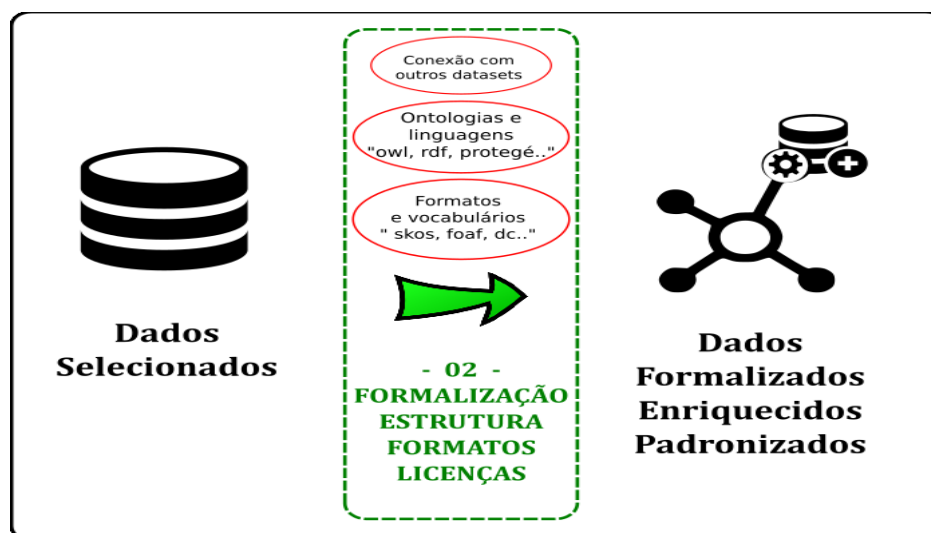 Conexão com
outros datasets
Ontologias e
linguagens
"owl, rdf, protegé.."
Formatos
e vocabulários
" skos, foaf, dc.."
Dados
Selecionados
- 02 -
FORMALIZAÇÃO
ESTRUTURA
FORMATOS
LICENÇAS
Dados
Formalizados
Enriquecidos
Padronizados